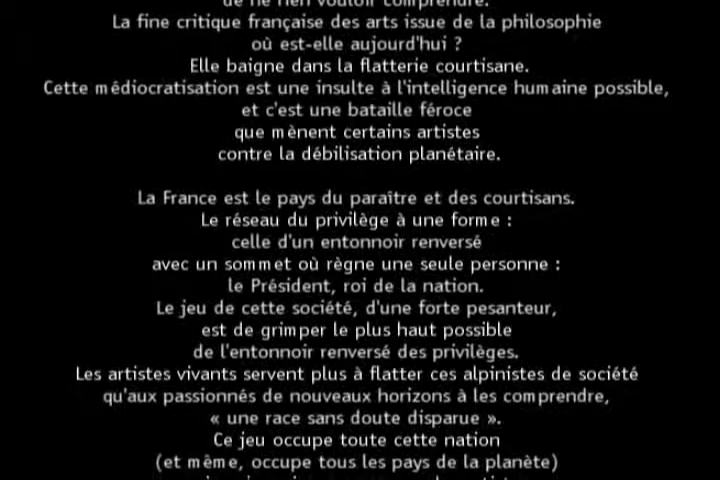 de ne rien vouloir comprendre.
La fine critique française des arts issue de la philosophie
où est-elle aujourd'hui ?
Elle baigne dans la flatterie courtisane.
Cette médiocratisation est une insulte à l'intelligence humaine possible,
et c'est une bataille féroce
que mènent certains artistes
contre la débilisation planétaire.
La France est le pays du paraître et des courtisans.
Le réseau du privilège à une forme :
celle d'un entonnoir renversé
avec un sommet où règne une seule personne :
le Président, roi de la nation.
Le jeu de cette société, d'une forte pesanteur,
est de grimper le plus haut possible
de l'entonnoir renversé des privilèges.
Les artistes vivants servent plus à flatter ces alpinistes de société
qu'aux passionnés de nouveaux horizons à les comprendre,
« une race sans doute disparue ».
Ce jeu occupe toute cette nation
(et même, occupe tous les pays de la planète)